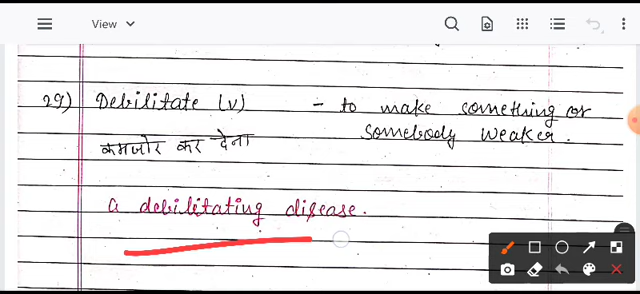 View
29) Debilitate (v) - to make something or
somebody weaker.
कमजोर कर देना
a debilitating disease.